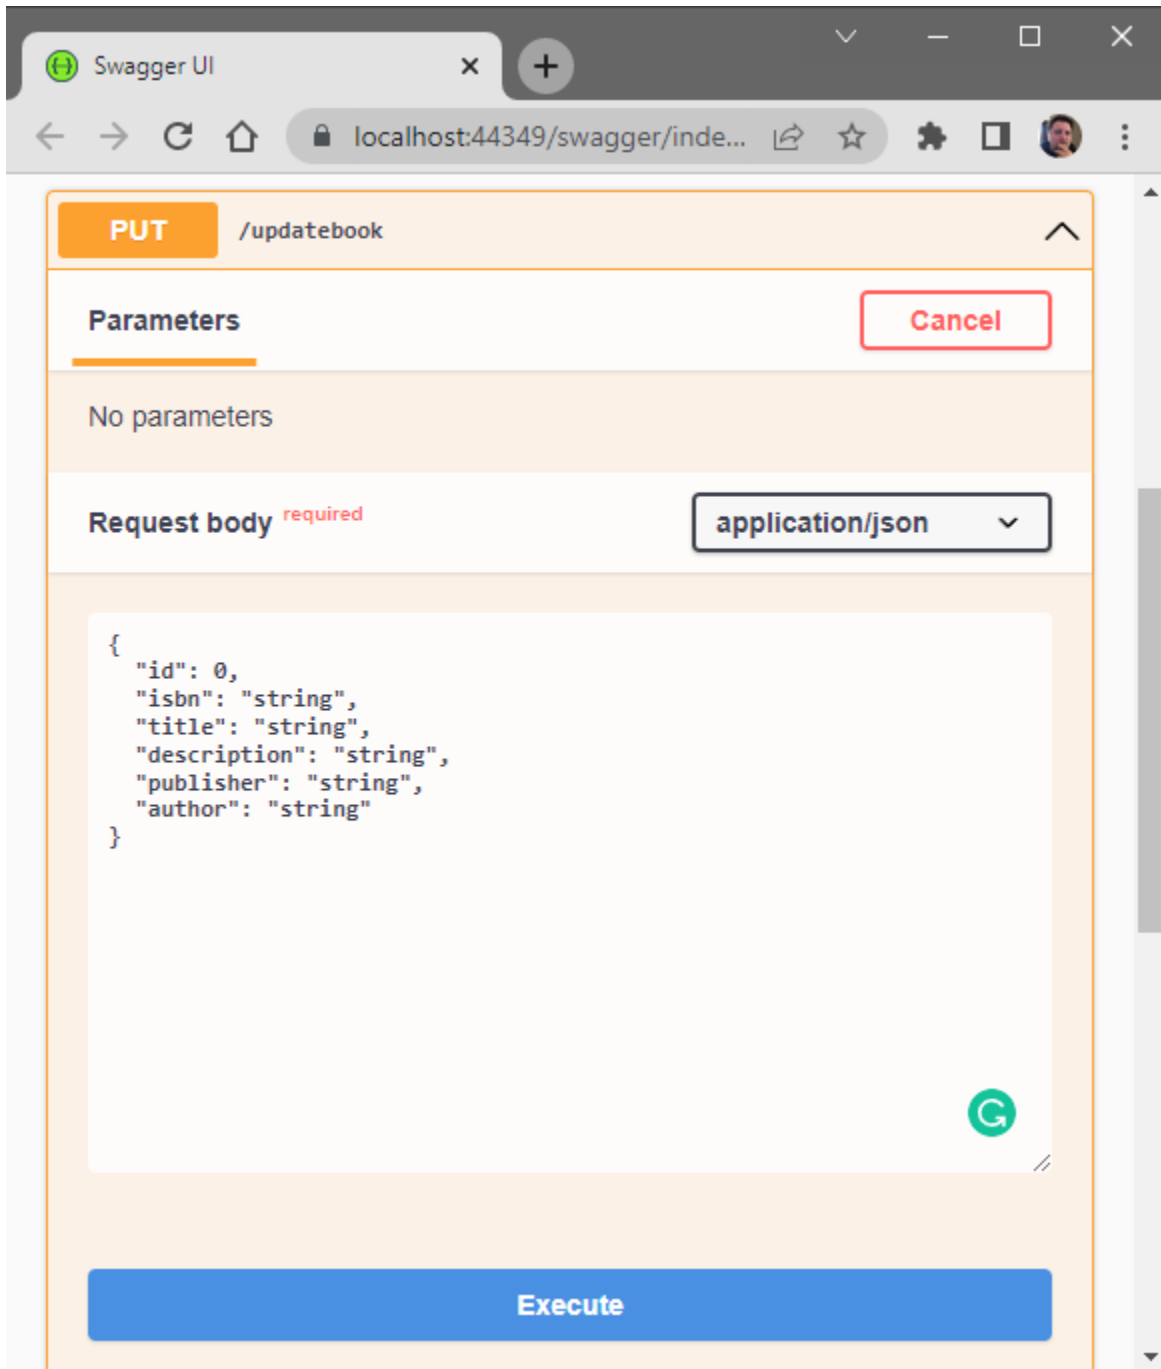 Swagger UI
localhost:44349/swagger/inde...
PUT /updatebook
Parameters
Cancel
No parameters
Request body required
application/json
{
  "id": 0,
  "isbn": "string",
  "title": "string",
  "description": "string",
  "publisher": "string",
  "author": "string"
}
Execute